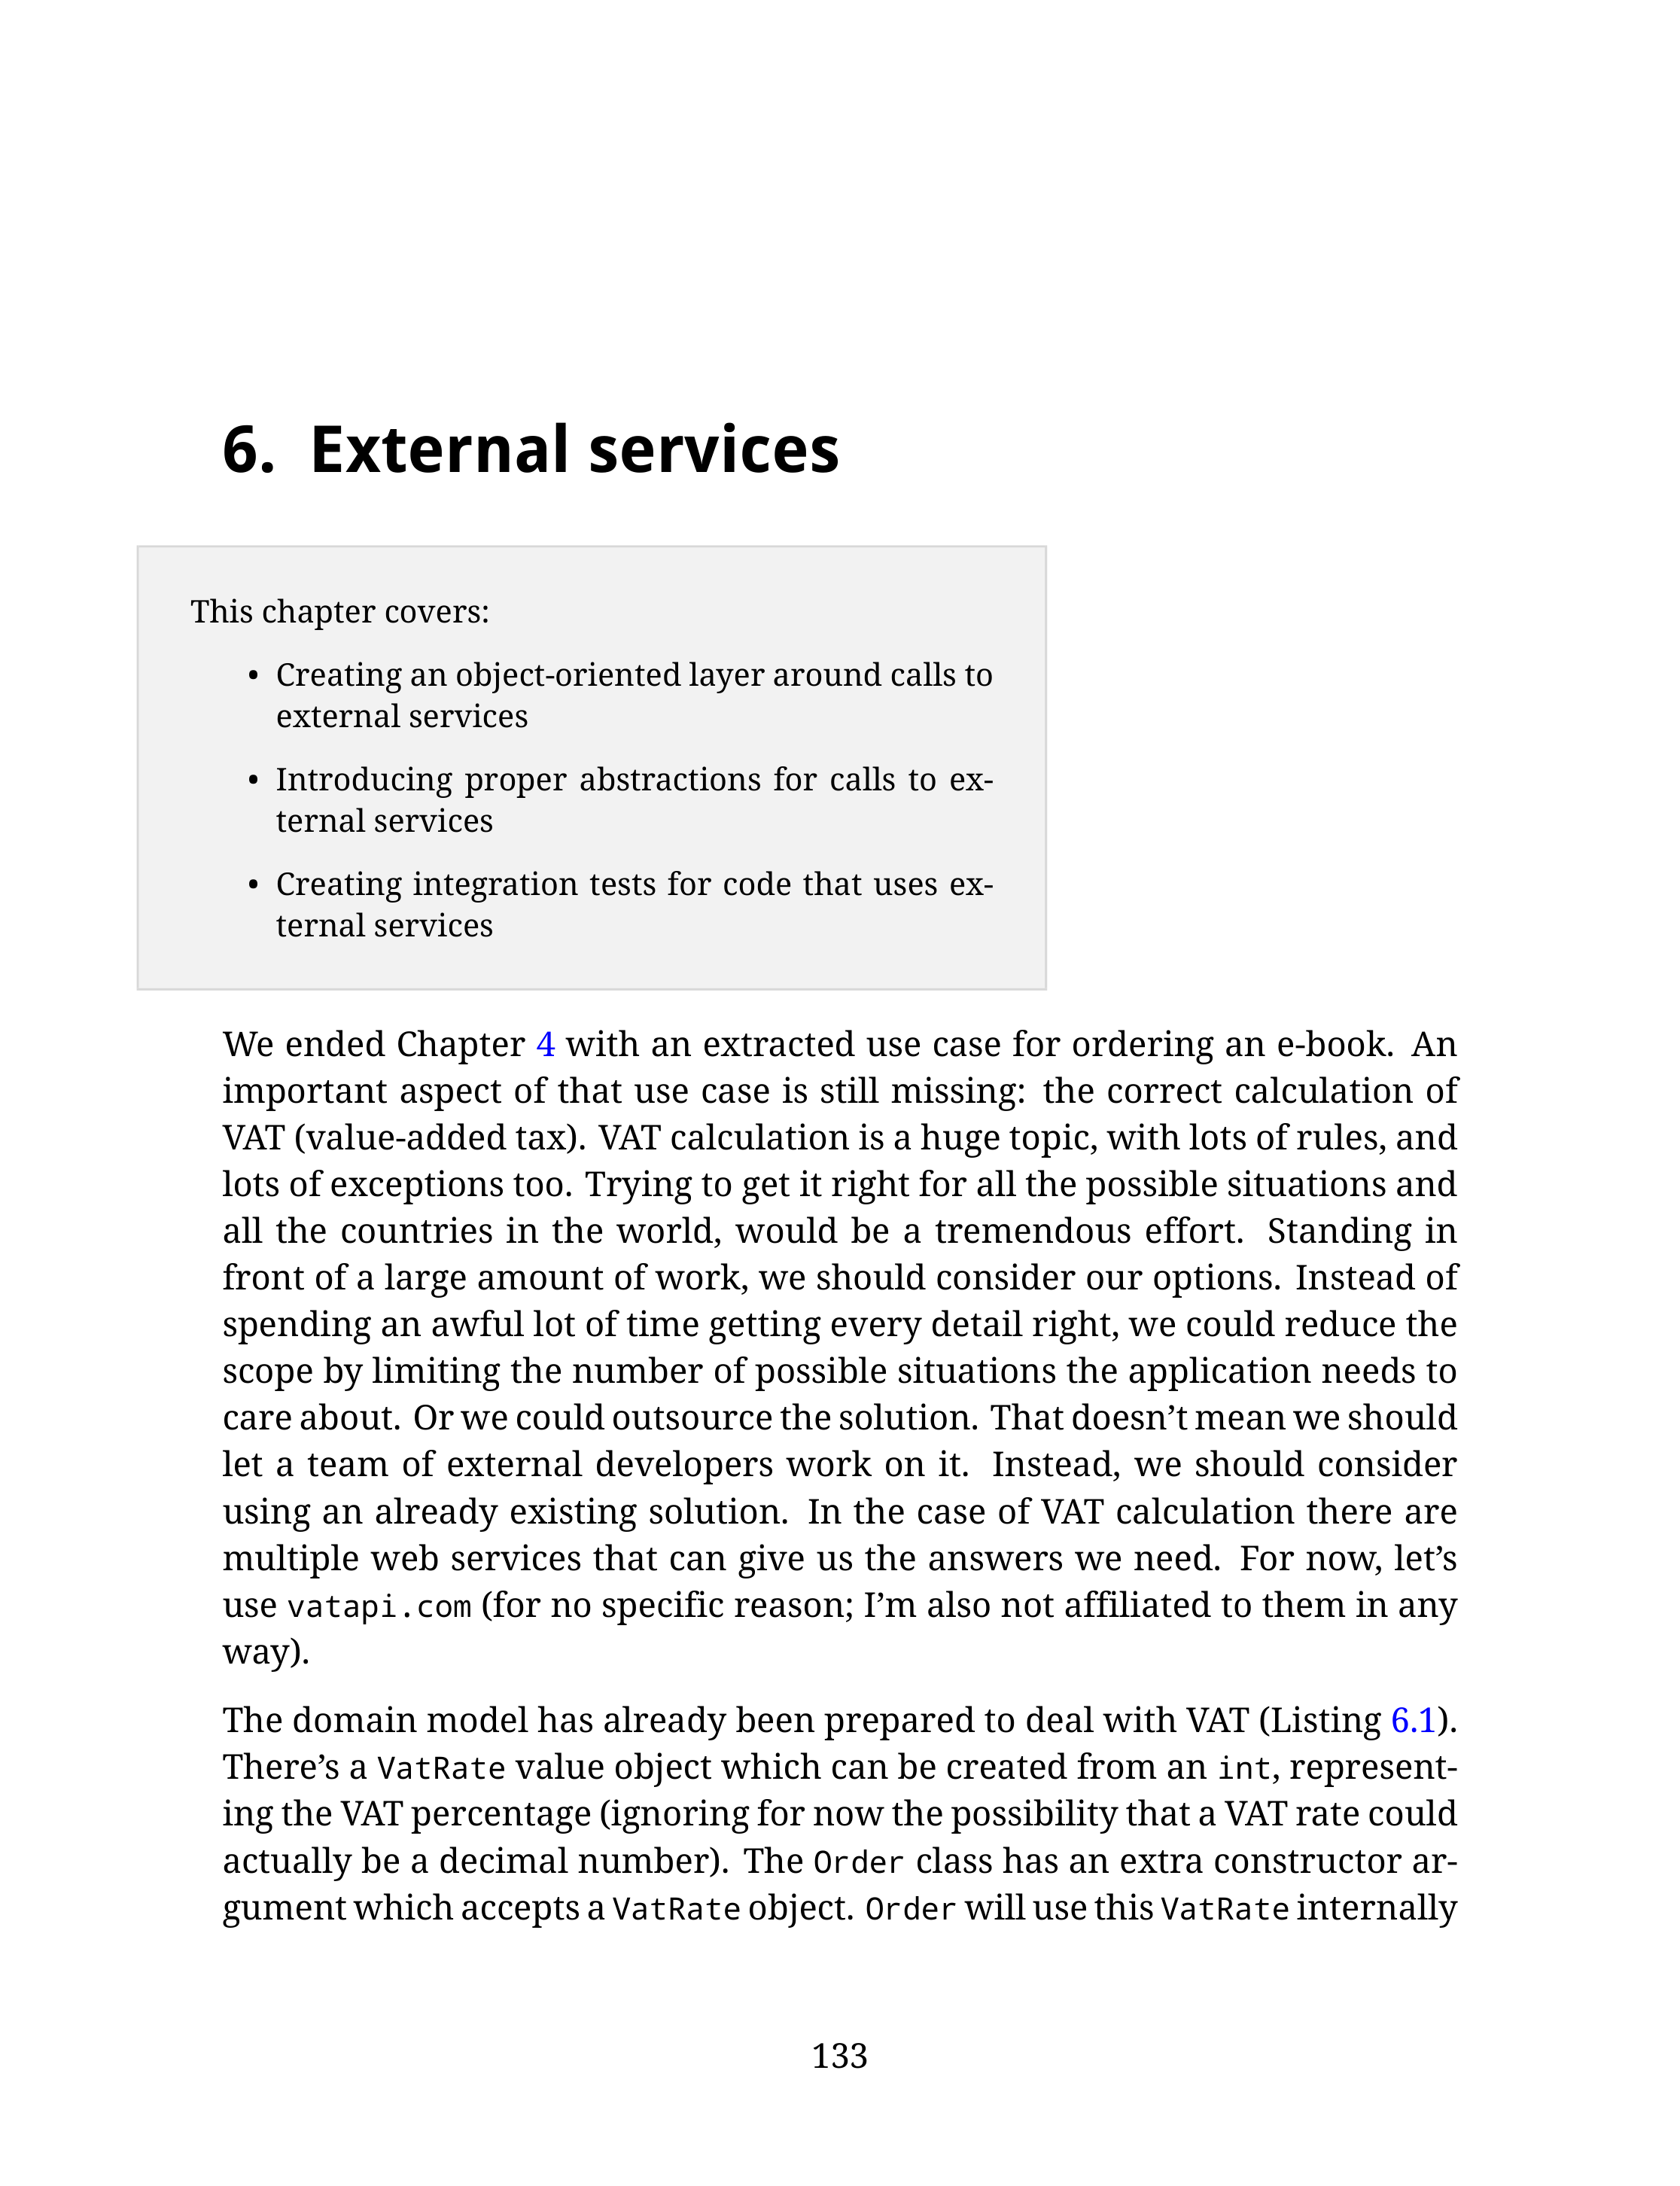 6. External services
This chapter covers:
• Creating an object-oriented layer around calls to
external services
• Introducing proper abstractions for calls to ex-
ternal services
• Creating integration tests for code that uses ex-
ternal services
We ended Chapter 4 with an extracted use case for ordering an e-book. An
important aspect of that use case is still missing: the correct calculation of
VAT (value-added tax). VAT calculation is a huge topic, with lots of rules, and
lots of exceptions too. Trying to get it right for all the possible situations and
all the countries in the world, would be a tremendous effort. Standing in
front of a large amount of work, we should consider our options. Instead of
spending an awful lot of time getting every detail right, we could reduce the
scope by limiting the number of possible situations the application needs to
care about. Or we could outsource the solution. That doesn’t mean we should
let a team of external developers work on it. Instead, we should consider
using an already existing solution. In the case of VAT calculation there are
multiple web services that can give us the answers we need. For now, let’s
use vatapi.com (for no specific reason; I’m also not affiliated to them in any
way).
The domain model has already been prepared to deal with VAT (Listing 6.1).
There’s a VatRate value object which can be created from an int, represent-
ing the VAT percentage (ignoring for now the possibility that a VAT rate could
actually be a decimal number). The Order class has an extra constructor ar-
gument which accepts a VatRate object. Order will use this VatRate internally
133